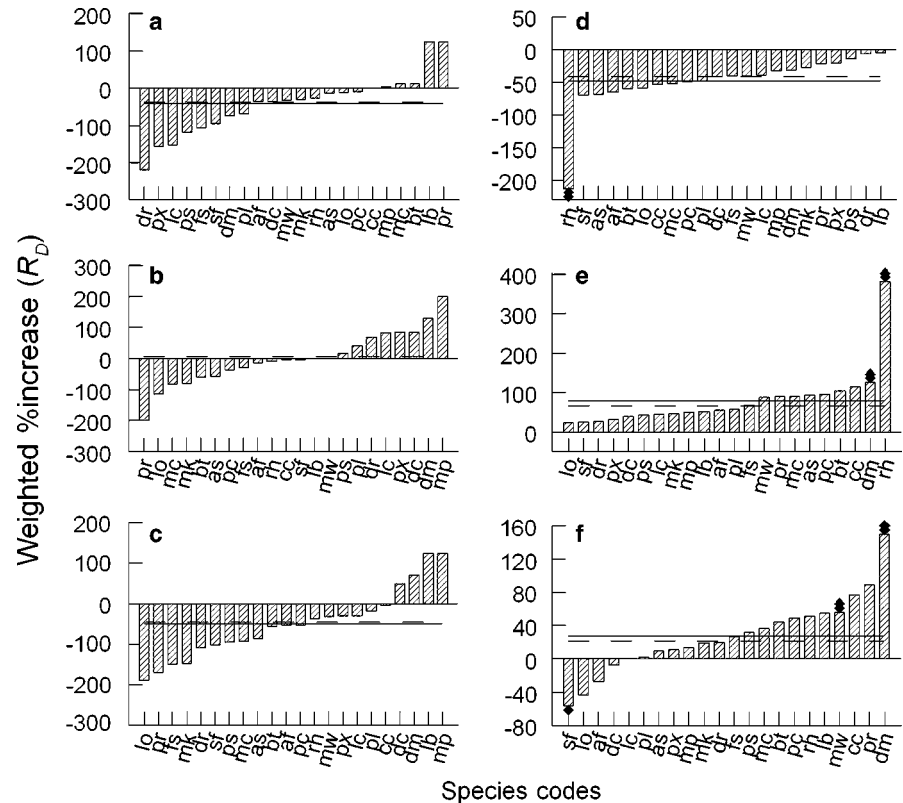 Weighted %increase (R_D)
a
200
100
0
-100
-200
-300
dr px lc ps fs sf dm pl af dc mw mk rh as lo pc cc mp mc bt lb pr
d
50
0
-50
-100
-150
-200
rh sf as af bt lo cc mc pc pl dc fs mw lc mp dm mk pr px ps dr lb
b
300
200
100
0
-100
-200
-300
pr lo mc mk bt as pc fs af rh cc sf lb mw ps pl dr lc px dc dm mp
e
400
300
200
100
0
lo sf dr px dc ps lc mk mp lb af pl fs mw pr mc as pc bt cc dm rh
c
200
100
0
-100
-200
-300
lo pr fs mk dr sf ps mc as bt af pc rh mw px lc pl cc dc dm lb mp
f
160
120
80
40
0
-40
-80
sf lo af dc lc pl as px mp mk dr fs ps mc bt pc rh lb mw cc pr dm
Species codes